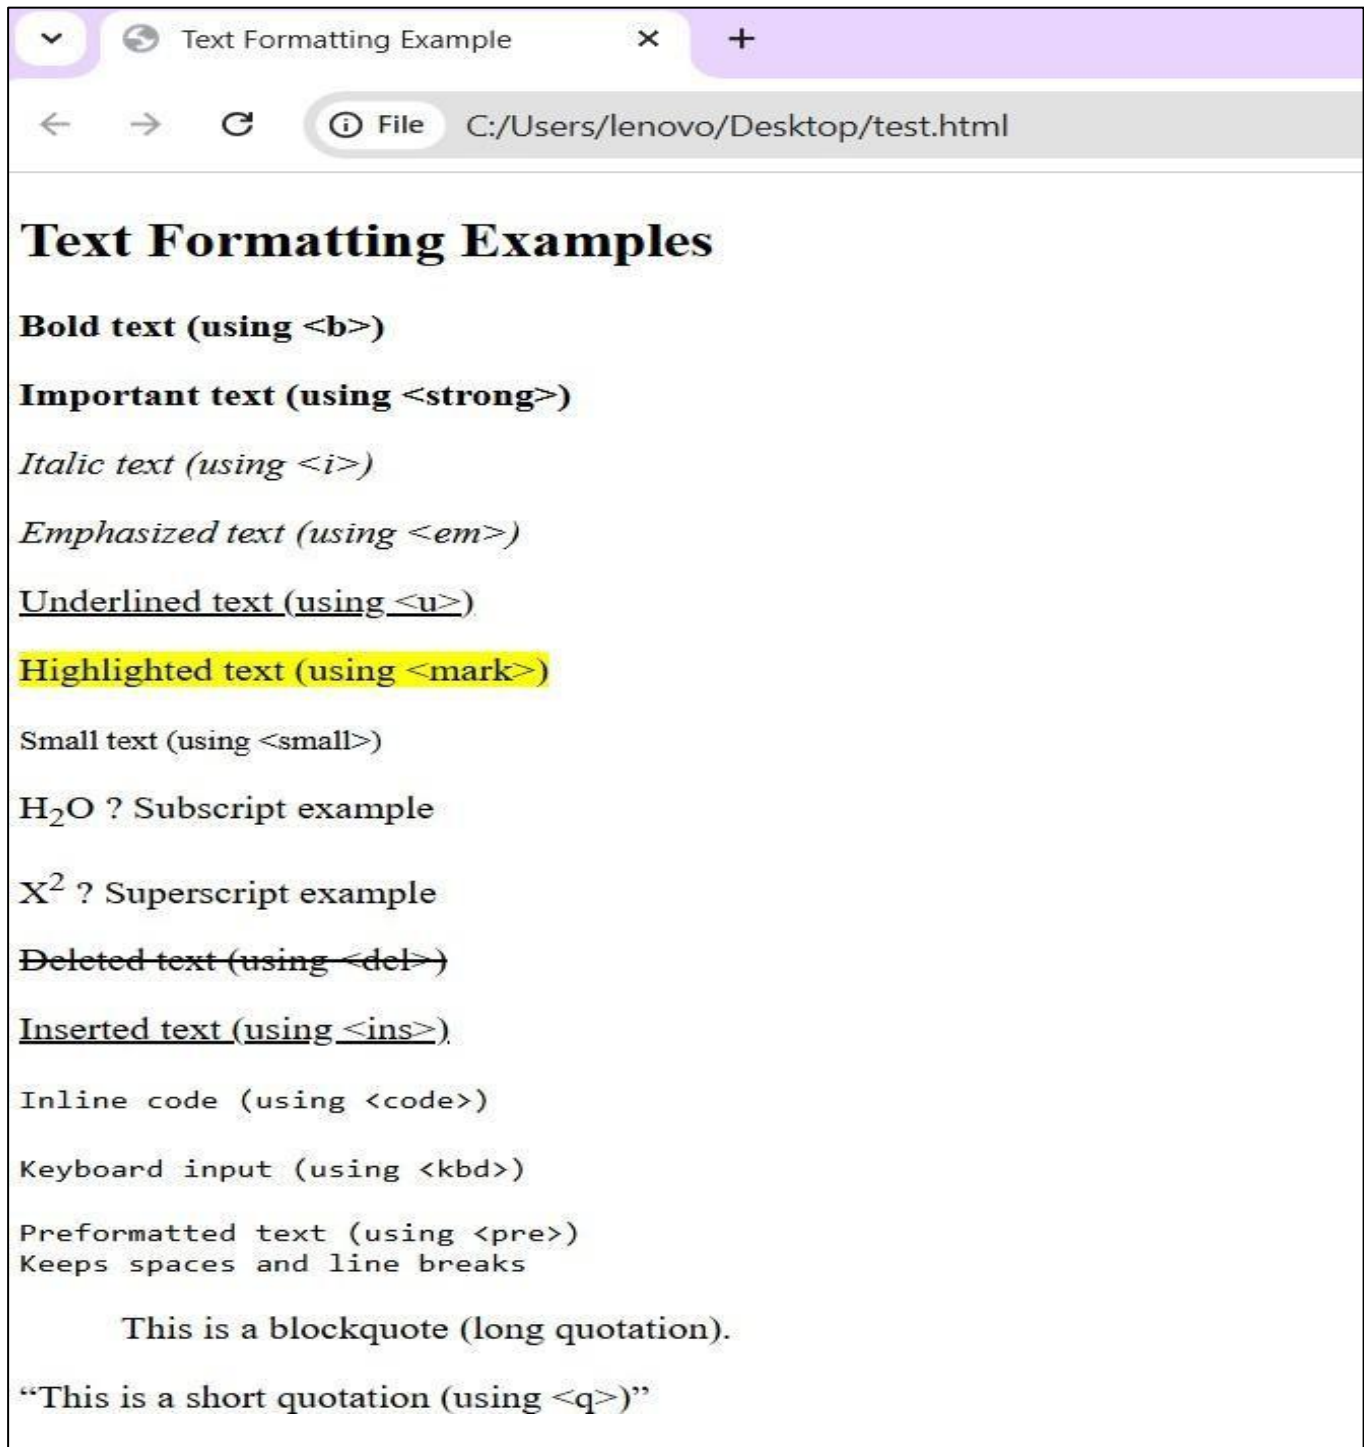 Text Formatting Example
File C:/Users/lenovo/Desktop/test.html
Text Formatting Examples
Bold text (using <b>)
Important text (using <strong>)
Italic text (using <i>)
Emphasized text (using <em>)
Underlined text (using <u>)
Highlighted text (using <mark>)
Small text (using <small>)
H₂O ? Subscript example
X² ? Superscript example
Deleted text (using <del>)
Inserted text (using <ins>)
Inline code (using <code>)
Keyboard input (using <kbd>)
Preformatted text (using <pre>)
Keeps spaces and line breaks
This is a blockquote (long quotation).
“This is a short quotation (using <q>)”